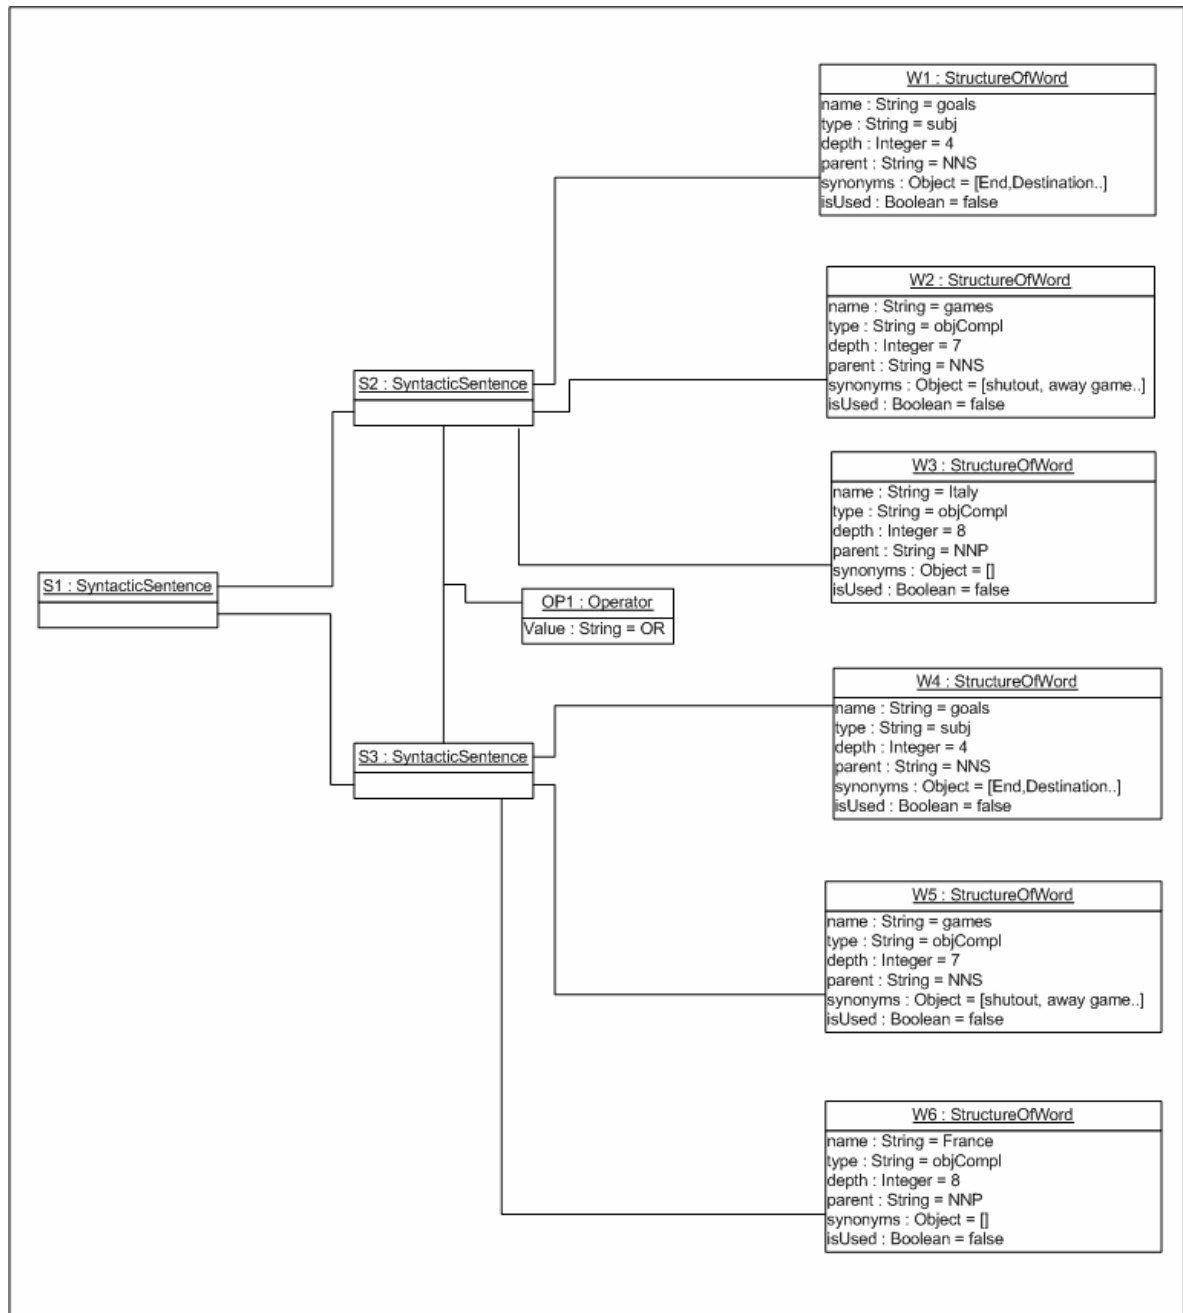 W1 : StructureOfWord
name : String = goals
type : String = subj
depth : Integer = 4
parent : String = NNS
synonyms : Object = [End,Destination..]
isUsed : Boolean = false
W2 : StructureOfWord
name : String = games
type : String = objCompl
depth : Integer = 7
parent : String = NNS
synonyms : Object = [shutout, away game..]
isUsed : Boolean = false
S2 : SyntacticSentence
W3 : StructureOfWord
name : String = Italy
type : String = objCompl
depth : Integer = 8
parent : String = NNP
synonyms : Object = []
isUsed : Boolean = false
S1 : SyntacticSentence
OP1 : Operator
Value : String = OR
W4 : StructureOfWord
name : String = goals
type : String = subj
depth : Integer = 4
parent : String = NNS
synonyms : Object = [End,Destination..]
isUsed : Boolean = false
S3 : SyntacticSentence
W5 : StructureOfWord
name : String = games
type : String = objCompl
depth : Integer = 7
parent : String = NNS
synonyms : Object = [shutout, away game..]
isUsed : Boolean = false
W6 : StructureOfWord
name : String = France
type : String = objCompl
depth : Integer = 8
parent : String = NNP
synonyms : Object = []
isUsed : Boolean = false